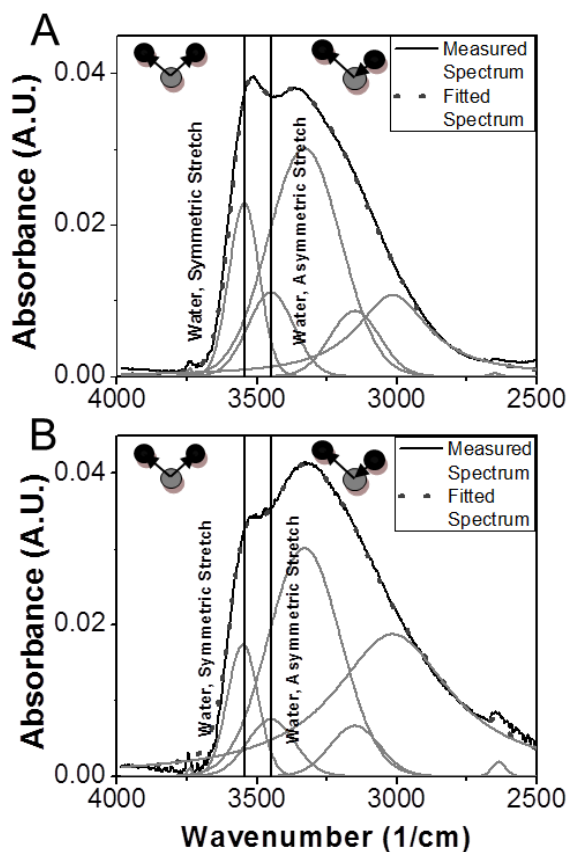 A
Measured
Spectrum
Fitted
Spectrum
Water, Symmetric Stretch
Water, Asymmetric Stretch
Absorbance (A.U.)
0.04
0.02
0.00
4000
3500
3000
2500
B
Measured
Spectrum
Fitted
Spectrum
Water, Symmetric Stretch
Water, Asymmetric Stretch
Absorbance (A.U.)
0.04
0.02
0.00
4000
3500
3000
2500
Wavenumber (1/cm)